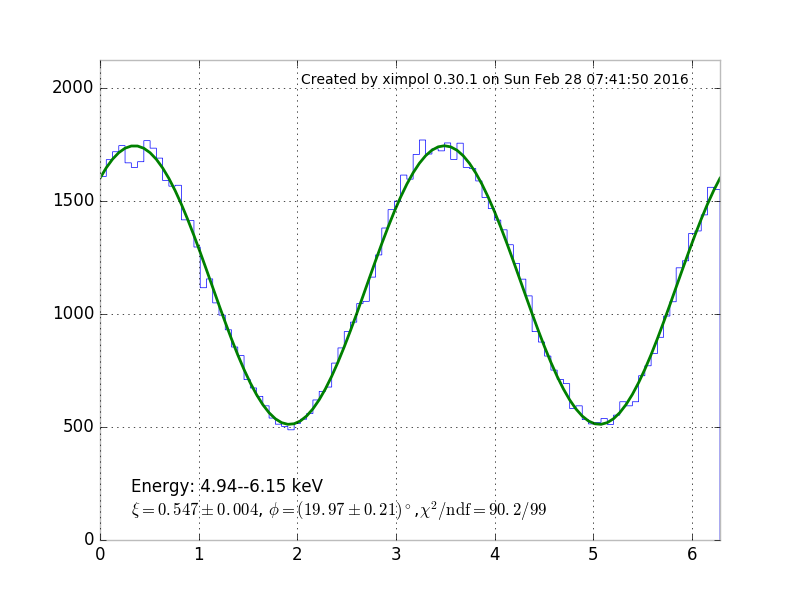 Created by ximpol 0.30.1 on Sun Feb 28 07:41:50 2016
2000
1500
1000
500
0
Energy: 4.94--6.15 keV
ξ = 0.547 ± 0.004, ϕ = (19.97 ± 0.21)°, χ²/ndf = 90.2/99
0 1 2 3 4 5 6